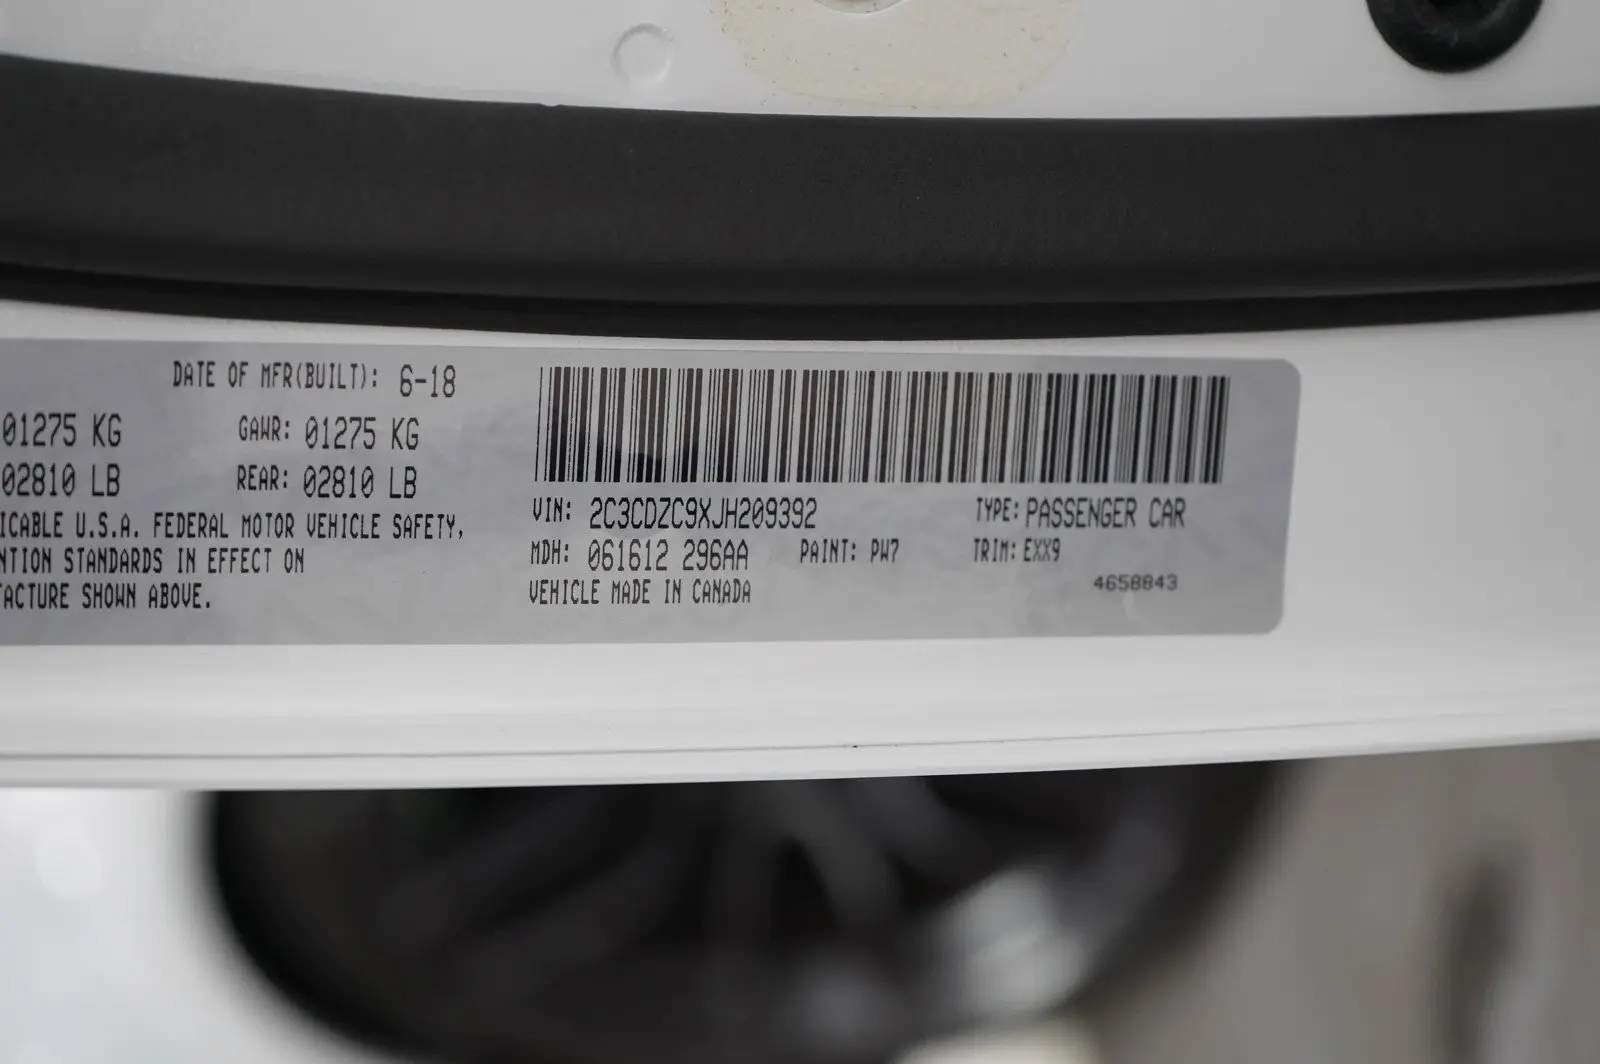 DATE OF MFR(BUILT): 6-18
01275 KG GAWR: 01275 KG
02810 LB REAR: 02810 LB
ICABLE U.S.A. FEDERAL MOTOR VEHICLE SAFETY,
NTION STANDARDS IN EFFECT ON
FACTURE SHOWN ABOVE.
VIN: 2C3CDZC9XJH209392 TYPE: PASSENGER CAR
MDH: 061612 296AA PAINT: PW7 TRIM: EXX9
VEHICLE MADE IN CANADA
4658843